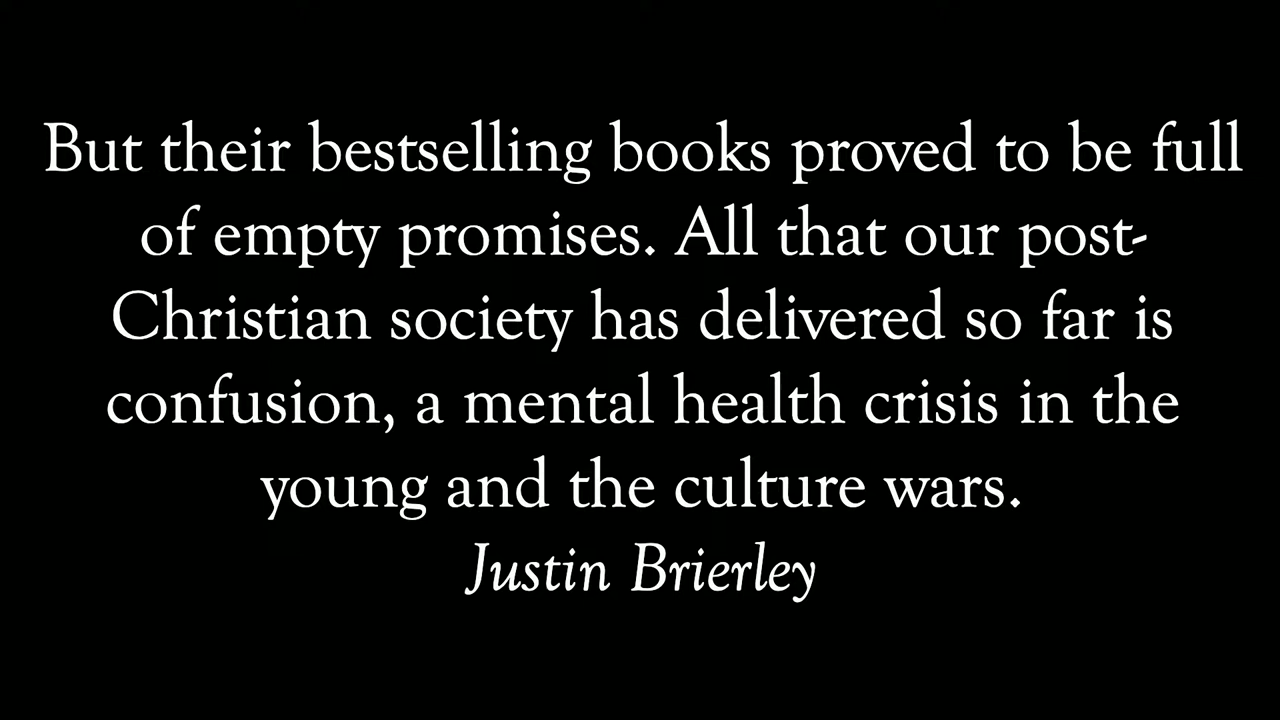 But their bestselling books proved to be full
of empty promises. All that our post-
Christian society has delivered so far is
confusion, a mental health crisis in the
young and the culture wars.
Justin Brierley